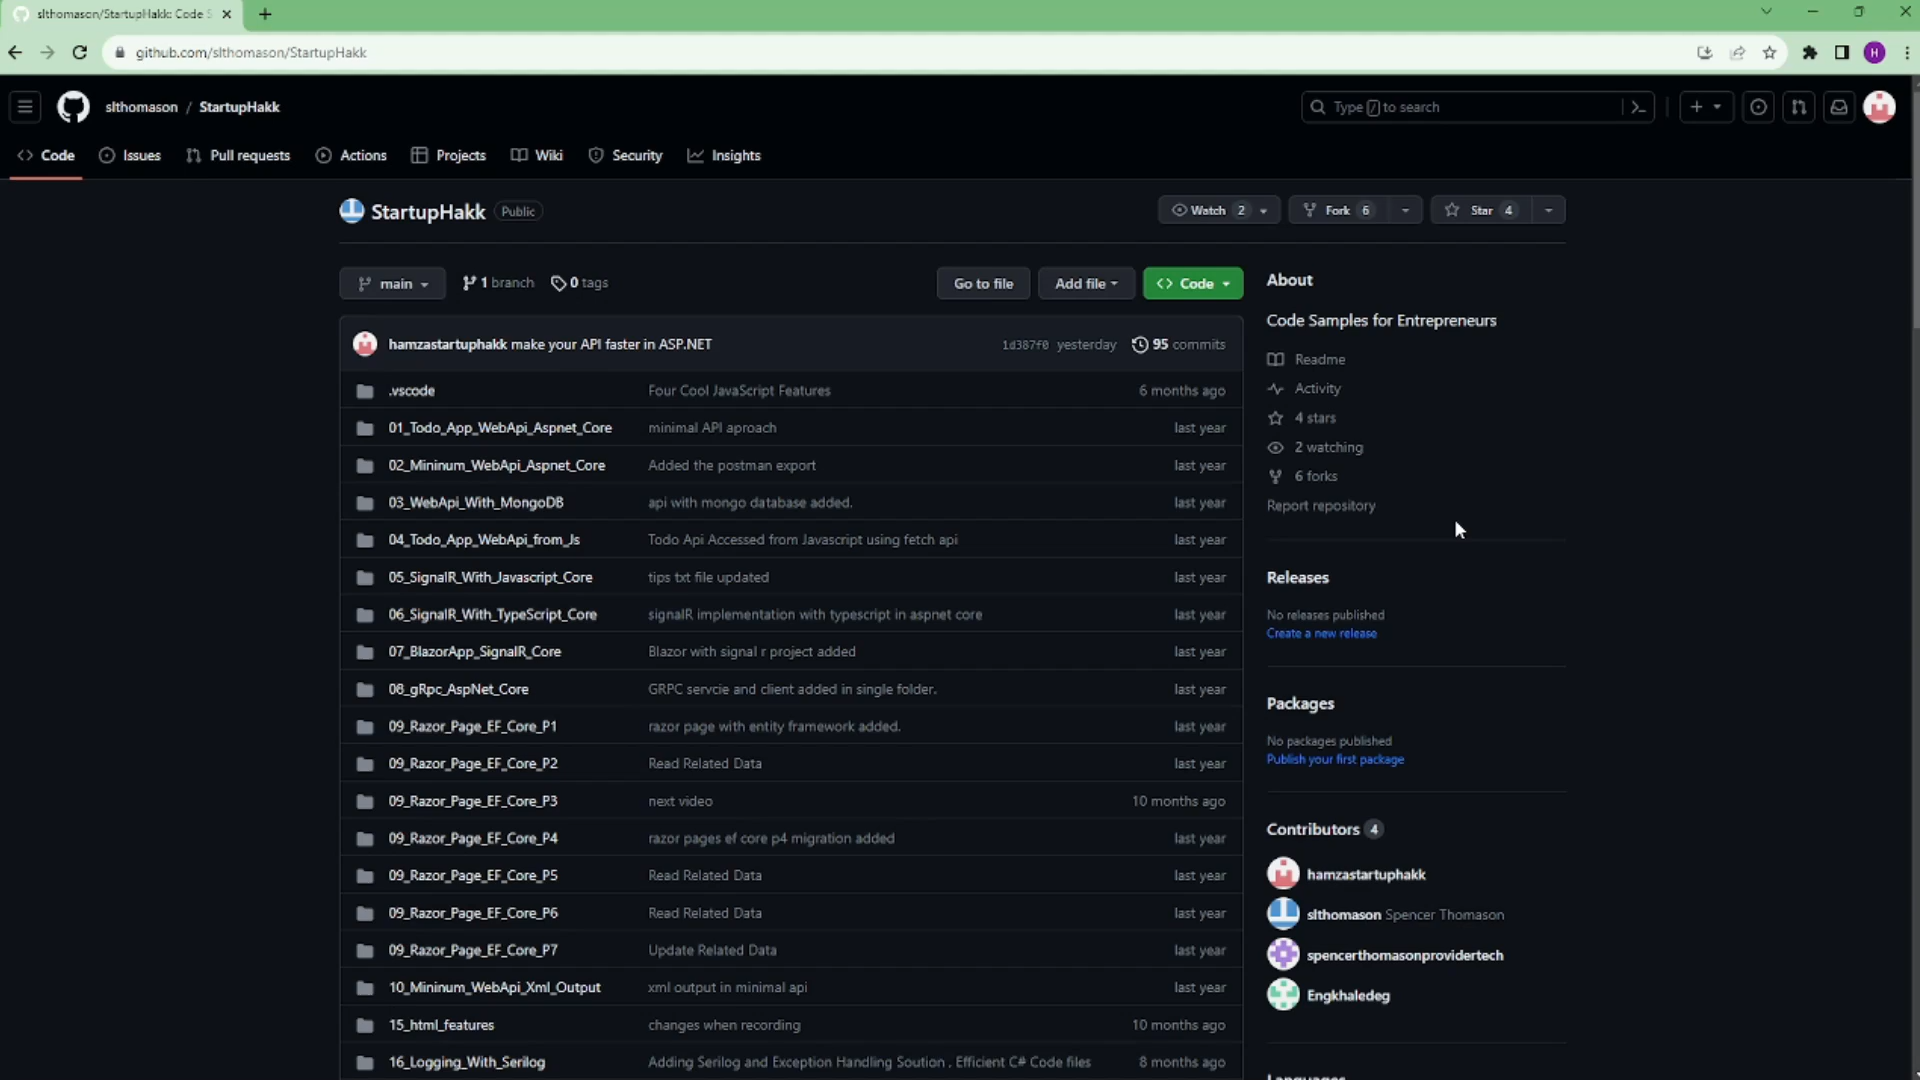 slthomason/StartupHakk: Code S
github.com/slthomason/StartupHakk
H
slthomason / StartupHakk
Type / to search
Code Issues Pull requests Actions Projects Wiki Security Insights
StartupHakk Public
Watch 2 Fork 6 Star 4
main 1 branch 0 tags Go to file Add file Code
hamzastartuphakk make your API faster in ASP.NET 1d387f0 yesterday 95 commits
.vscode Four Cool JavaScript Features 6 months ago
01_Todo_App_WebApi_Aspnet_Core minimal API aproach last year
02_Mininum_WebApi_Aspnet_Core Added the postman export last year
03_WebApi_With_MongoDB api with mongo database added. last year
04_Todo_App_WebApi_from_Js Todo Api Accessed from Javascript using fetch api last year
05_SignalR_With_Javascript_Core tips txt file updated last year
06_SignalR_With_TypeScript_Core signalR implementation with typescript in aspnet core last year
07_BlazorApp_SignalR_Core Blazor with signal r project added last year
08_gRpc_AspNet_Core GRPC servcie and client added in single folder. last year
09_Razor_Page_EF_Core_P1 razor page with entity framework added. last year
09_Razor_Page_EF_Core_P2 Read Related Data last year
09_Razor_Page_EF_Core_P3 next video 10 months ago
09_Razor_Page_EF_Core_P4 razor pages ef core p4 migration added last year
09_Razor_Page_EF_Core_P5 Read Related Data last year
09_Razor_Page_EF_Core_P6 Read Related Data last year
09_Razor_Page_EF_Core_P7 Update Related Data last year
10_Mininum_WebApi_Xml_Output xml output in minimal api last year
15_html_features changes when recording 10 months ago
16_Logging_With_Serilog Adding Serilog and Exception Handling Soution , Efficient C# Code files 8 months ago
About
Code Samples for Entrepreneurs
Readme
Activity
4 stars
2 watching
6 forks
Report repository
Releases
No releases published
Create a new release
Packages
No packages published
Publish your first package
Contributors 4
hamzastartuphakk
slthomason Spencer Thomason
spencerthomasonprovidertech
Engkhaledeg
Languages